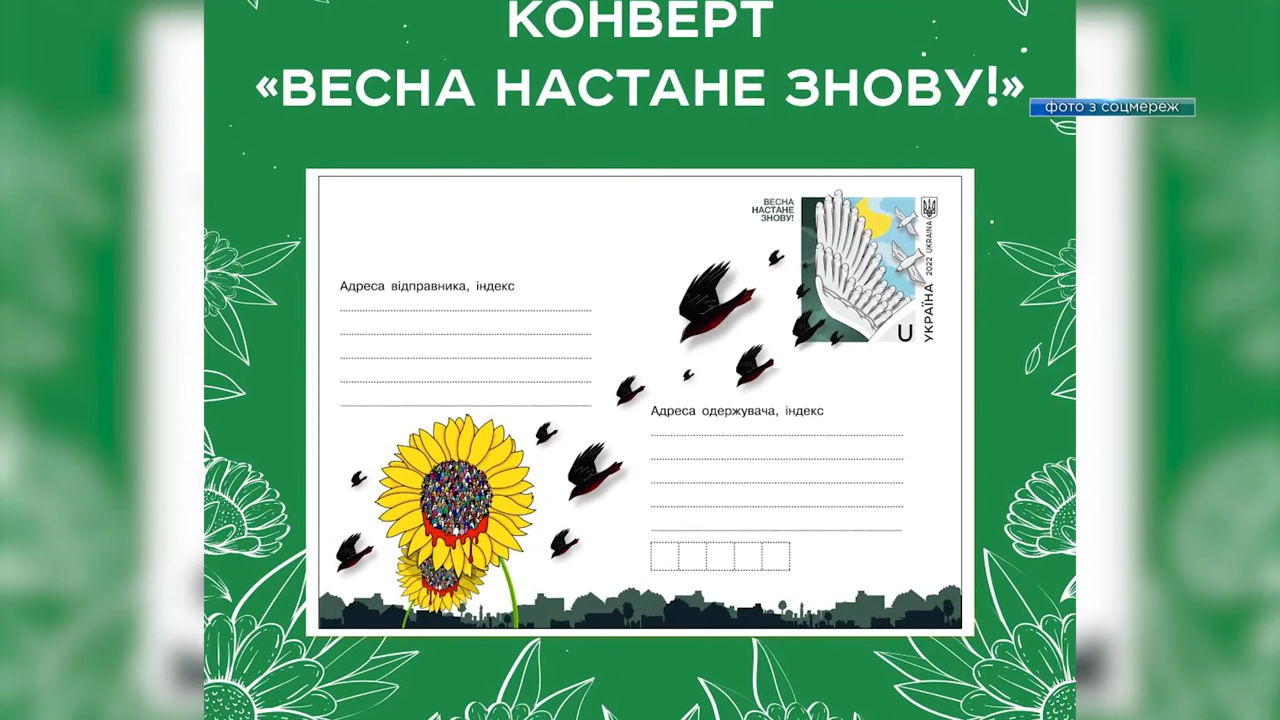 КОНВЕРТ
«ВЕСНА НАСТАНЕ ЗНОВУ!»
фото з соцмереж
ВЕСНА
НАСТАНЕ
ЗНОВУ!
УКРАЇНА 2022 UKRAINA
U
Адреса відправника, індекс
Адреса одержувача, індекс